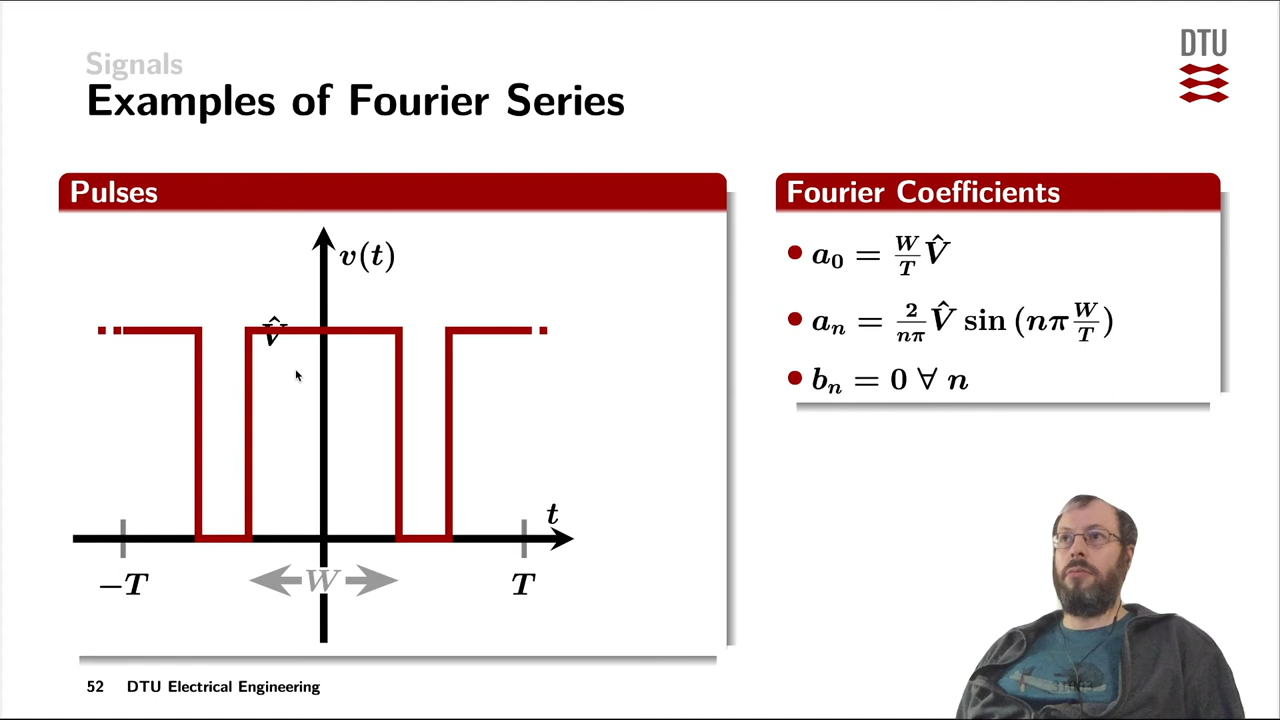 Signals
Examples of Fourier Series
DTU
Pulses
v(t)
V̂
t
−T
W
T
Fourier Coefficients
• a₀ = W/T V̂
• aₙ = 2/nπ V̂ sin (nπ W/T)
• bₙ = 0 ∀ n
52 DTU Electrical Engineering